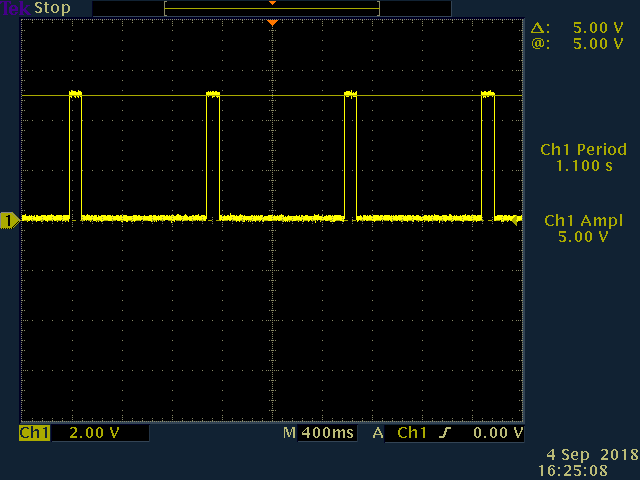 Tek Stop
Δ: 5.00 V
@: 5.00 V
Ch1 Period
1.100 s
Ch1 Ampl
5.00 V
1
Ch1 2.00 V M 400ms A Ch1 0.00 V
4 Sep 2018
16:25:08